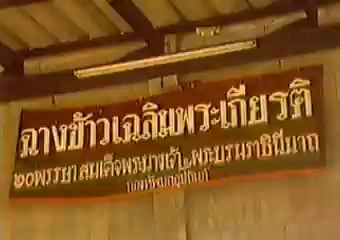 ฉางข้าวเฉลิมพระเกียรติ
๖๐พรรษา สมเด็จพระนางเจ้าฯพระบรมราชินีนาถ